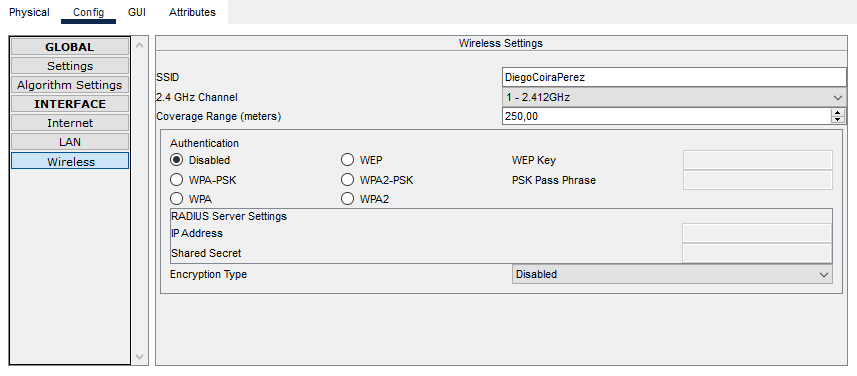 Physical Config GUI Attributes
GLOBAL
Settings
Algorithm Settings
INTERFACE
Internet
LAN
Wireless
Wireless Settings
SSID DiegoCoiraPerez
2.4 GHz Channel 1 - 2.412GHz
Coverage Range (meters) 250,00
Authentication
Disabled WEP WEP Key
WPA-PSK WPA2-PSK PSK Pass Phrase
WPA WPA2
RADIUS Server Settings
IP Address
Shared Secret
Encryption Type Disabled